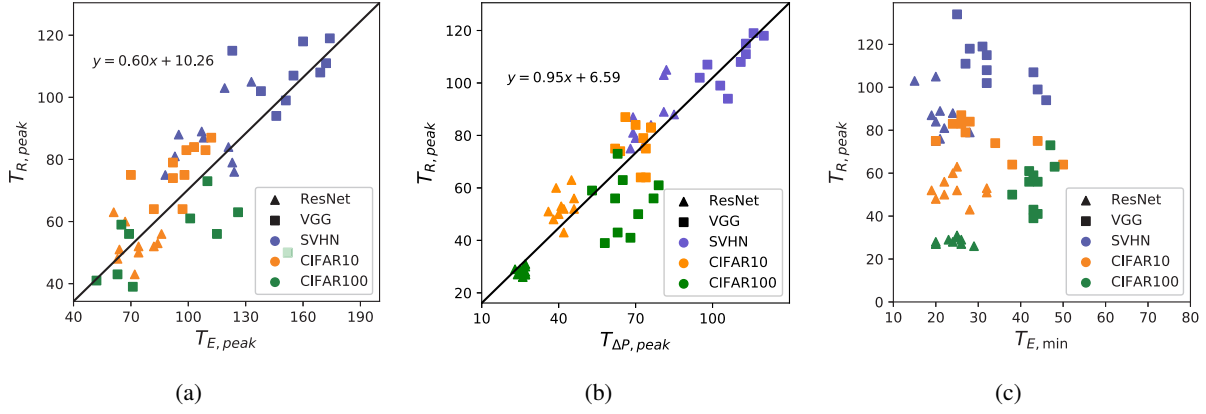 y = 0.60x + 10.26
T_{R, peak}
120
100
80
60
40
40 70 100 130 160 190
T_{E, peak}
ResNet
VGG
SVHN
CIFAR10
CIFAR100
(a)
y = 0.95x + 6.59
T_{R, peak}
120
100
80
60
40
20
10 40 70 100
T_{ΔP, peak}
ResNet
VGG
SVHN
CIFAR10
CIFAR100
(b)
T_{R, peak}
140
120
100
80
60
40
20
0
10 20 30 40 50 60 70 80
T_{E, min}
ResNet
VGG
SVHN
CIFAR10
CIFAR100
(c)